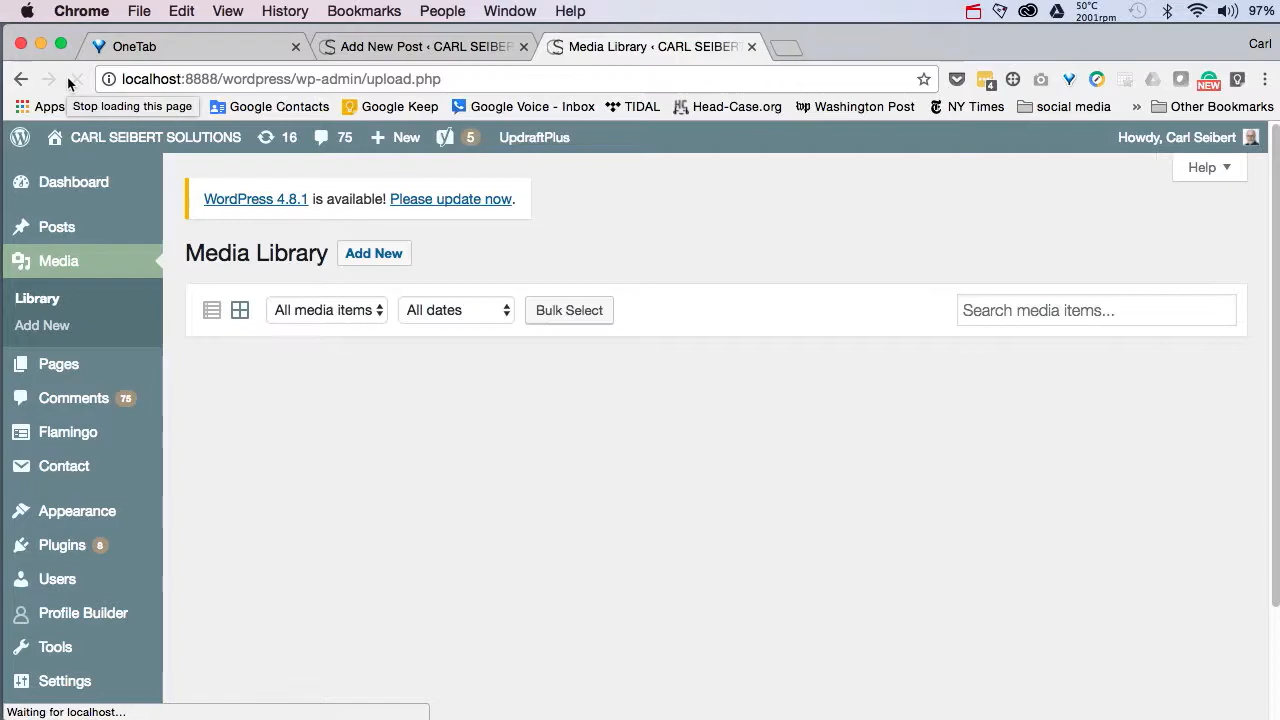 Chrome File Edit View History Bookmarks People Window Help 50°C 2001rpm 97%
OneTab Add New Post ‹ CARL SEIBER Media Library ‹ CARL SEIBERT Carl
localhost:8888/wordpress/wp-admin/upload.php 4 NEW
Apps Stop loading this page Google Contacts Google Keep Google Voice - Inbox TIDAL Head-Case.org Washington Post NY Times social media » Other Bookmarks
CARL SEIBERT SOLUTIONS 16 75 New 5 UpdraftPlus Howdy, Carl Seibert
Help
Dashboard
WordPress 4.8.1 is available! Please update now.
Posts
Media Library Add New
Media
Library
All media items All dates Bulk Select Search media items...
Add New
Pages
Comments 75
Flamingo
Contact
Appearance
Plugins 8
Users
Profile Builder
Tools
Settings
Waiting for localhost...